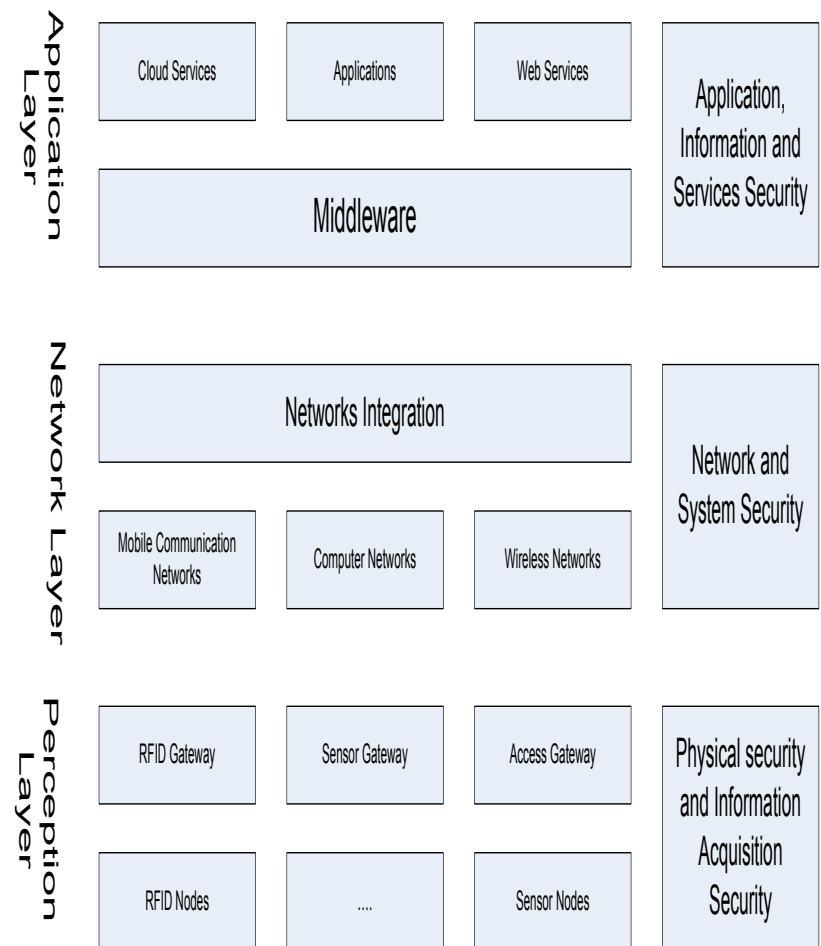 Application
Layer
Cloud Services
Applications
Web Services
Middleware
Application,
Information and
Services Security
Network Layer
Networks Integration
Mobile Communication
Networks
Computer Networks
Wireless Networks
Network and
System Security
Perception
Layer
RFID Gateway
Sensor Gateway
Access Gateway
RFID Nodes
....
Sensor Nodes
Physical security
and Information
Acquisition
Security